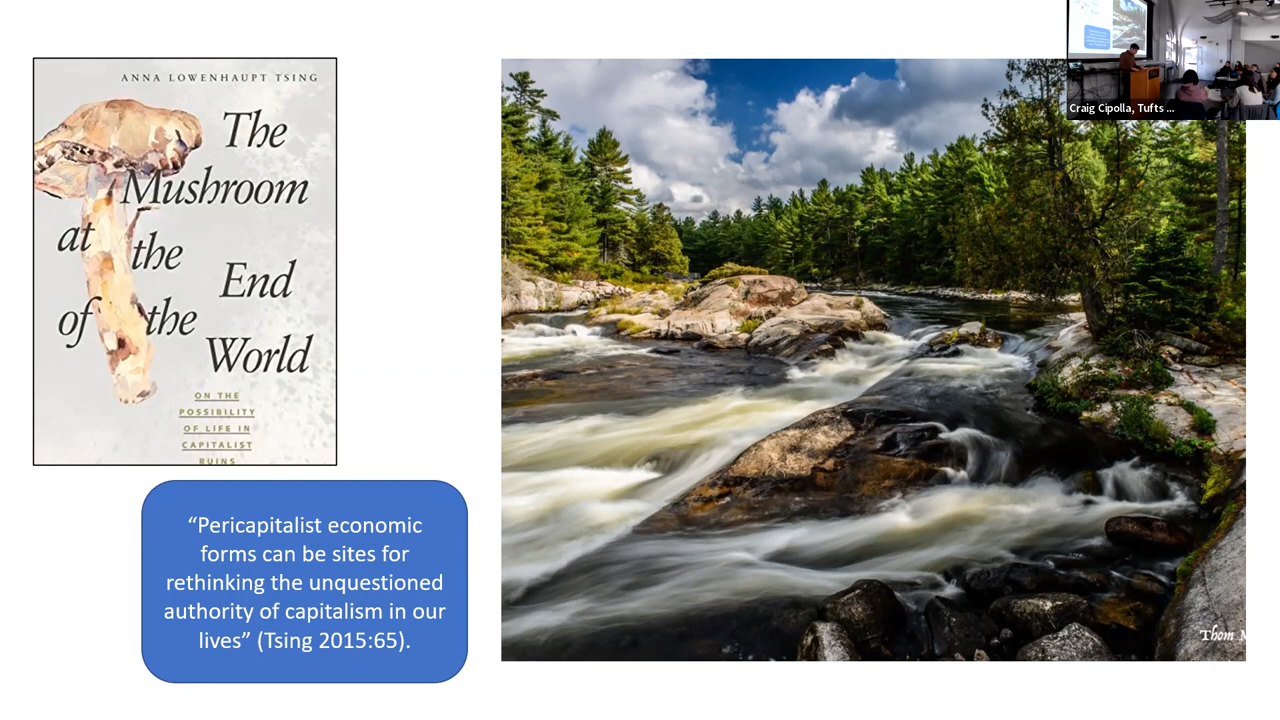 ANNA LOWENHAUPT TSING
The
Mushroom
at the
End
of the
World
ON THE
POSSIBILITY
OF LIFE IN
CAPITALIST
RUINS
“Pericapitalist economic
forms can be sites for
rethinking the unquestioned
authority of capitalism in our
lives” (Tsing 2015:65).
Craig Cipolla, Tufts ...
Thom